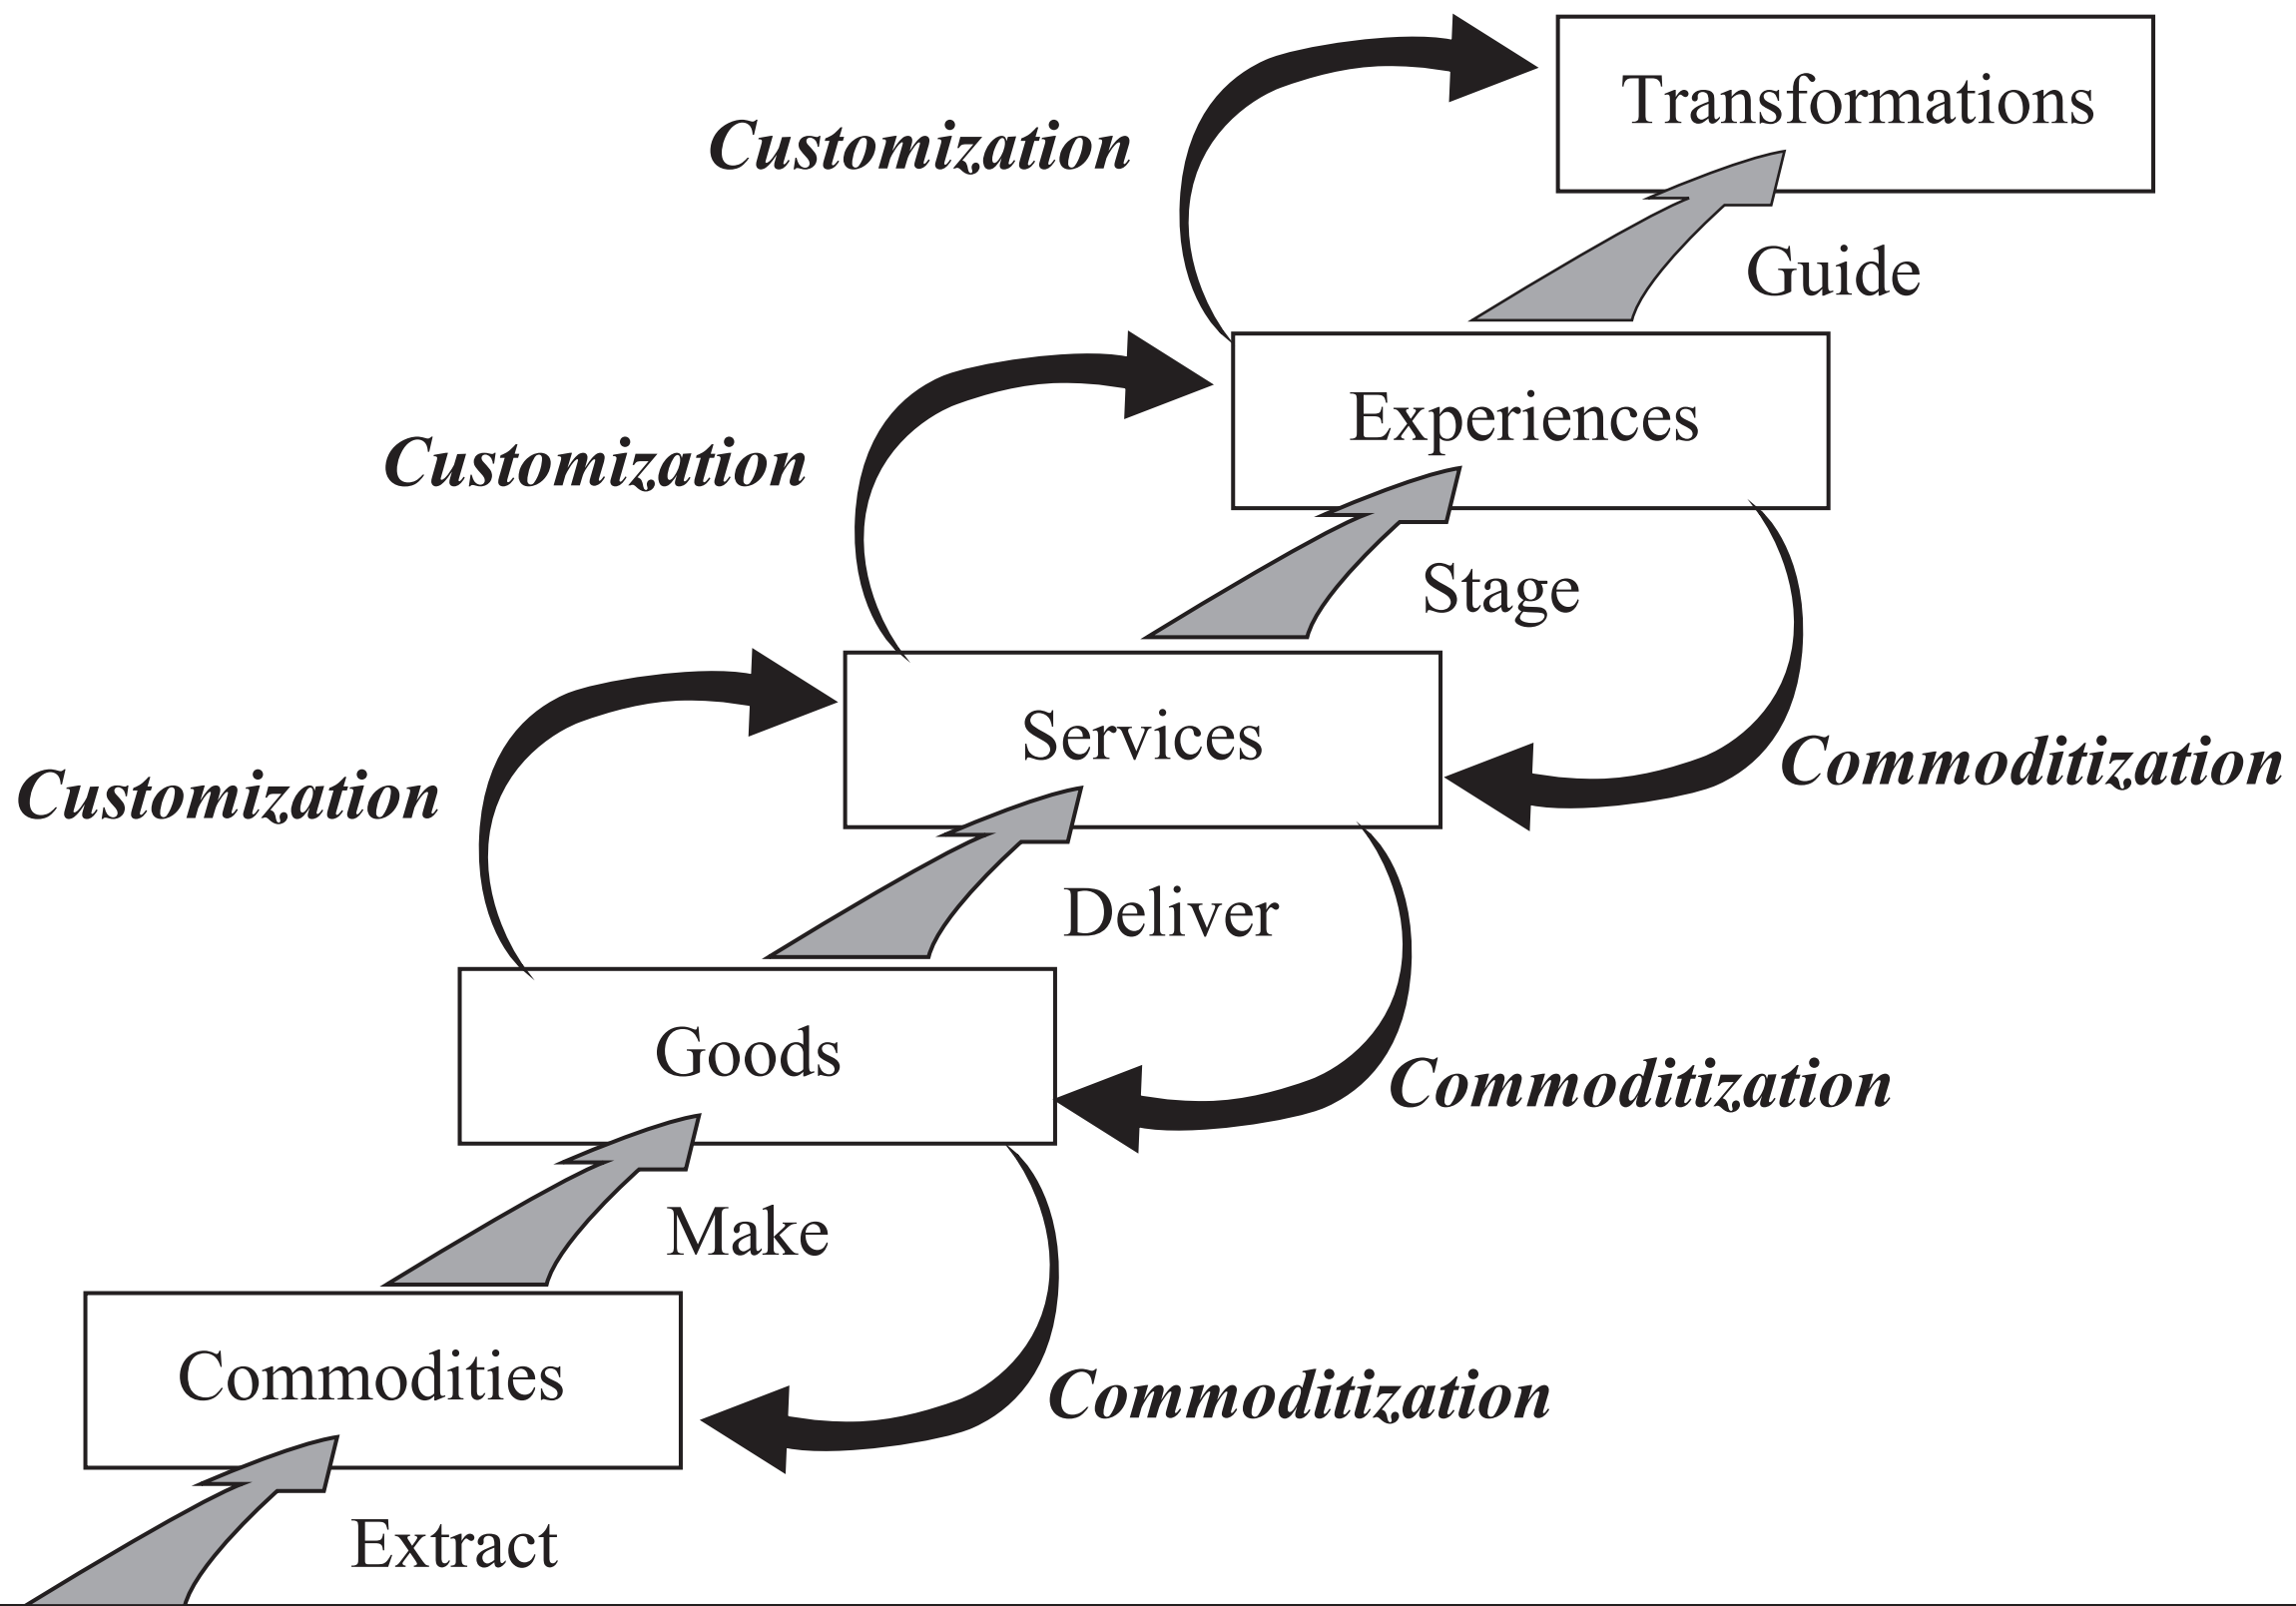 Transformations
Customization
Guide
Experiences
Customization
Stage
Services
Commoditization
Customization
Deliver
Goods
Commoditization
Make
Commodities
Commoditization
Extract